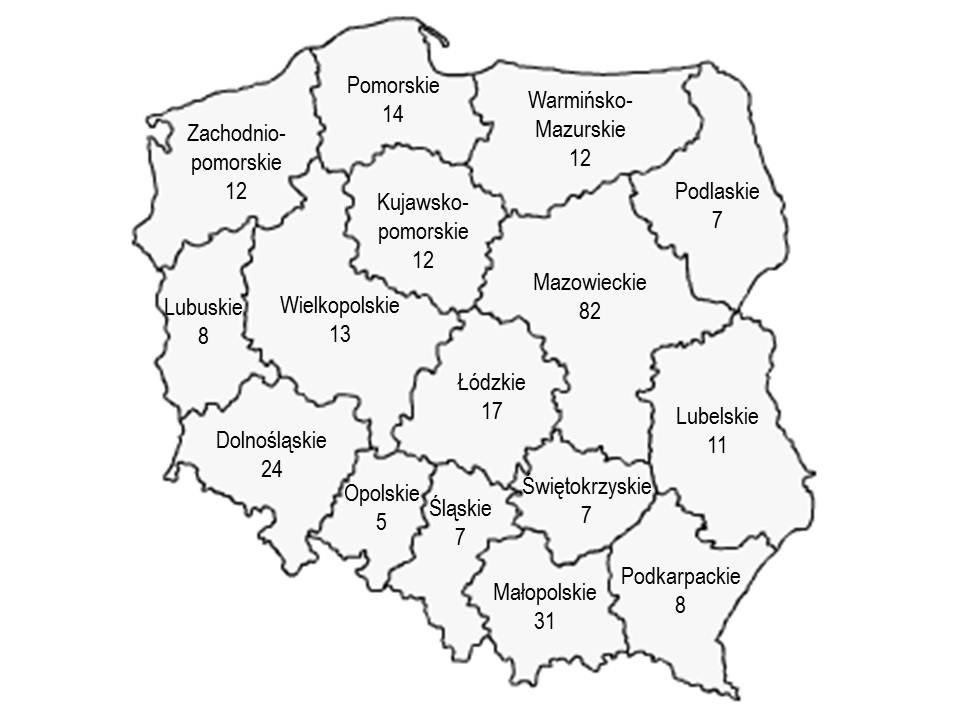 Pomorskie
14
Warmińsko-
Mazurskie
12
Zachodnio-
pomorskie
12
Podlaskie
7
Kujawsko-
pomorskie
12
Mazowieckie
82
Lubuskie
8
Wielkopolskie
13
Łódzkie
17
Lubelskie
11
Dolnośląskie
24
Opolskie
5
Śląskie
7
Świętokrzyskie
7
Małopolskie
31
Podkarpackie
8